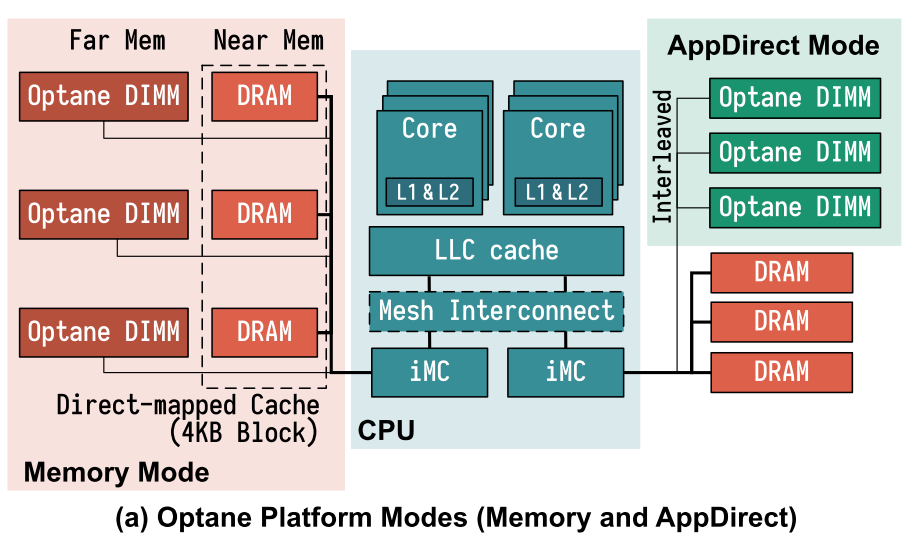 Far Mem
Near Mem
Optane DIMM
DRAM
Optane DIMM
DRAM
Optane DIMM
DRAM
Direct-mapped Cache
(4KB Block)
Memory Mode
Core
L1 & L2
Core
L1 & L2
LLC cache
Mesh Interconnect
iMC
iMC
CPU
AppDirect Mode
Interleaved
Optane DIMM
Optane DIMM
Optane DIMM
DRAM
DRAM
DRAM
(a) Optane Platform Modes (Memory and AppDirect)